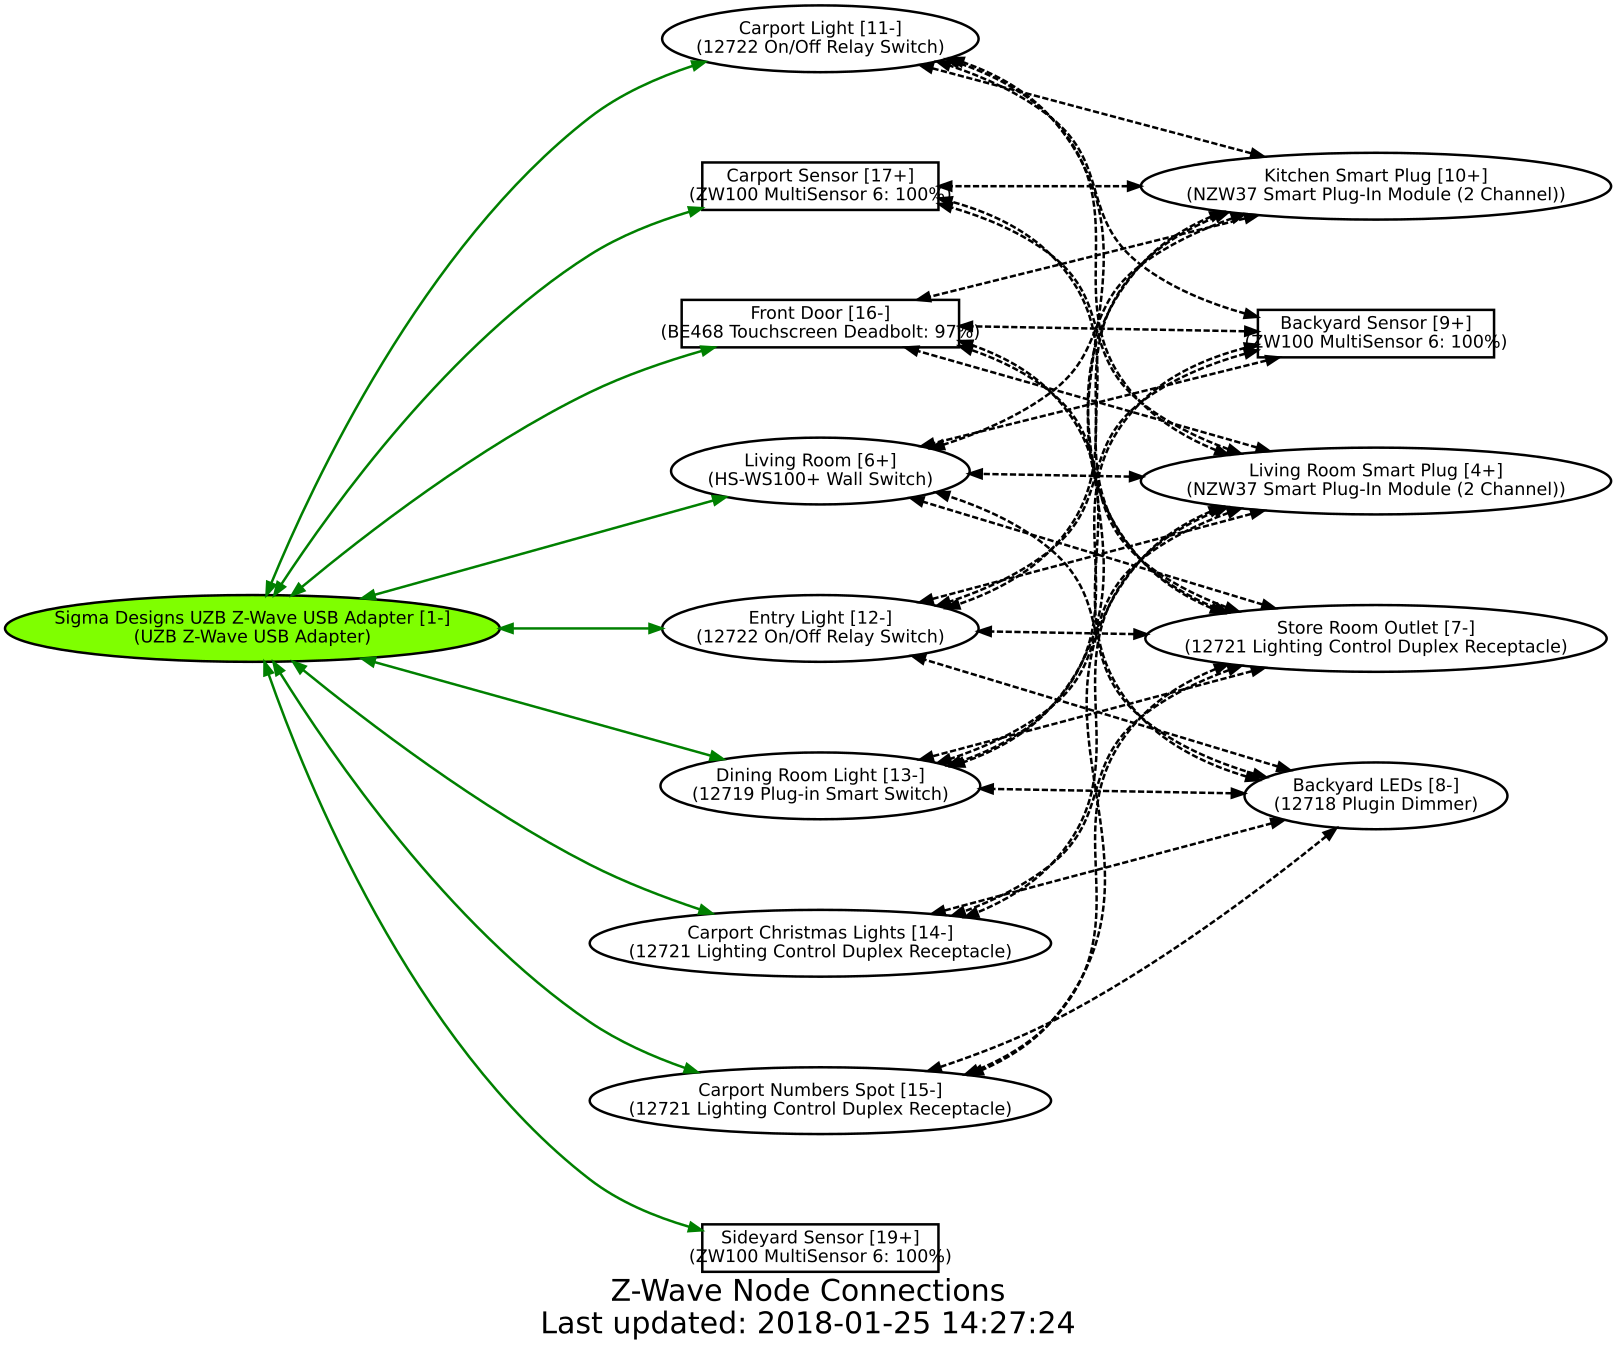 Carport Light [11-]
(12722 On/Off Relay Switch)
Carport Sensor [17+]
(ZW100 MultiSensor 6: 100%)
Kitchen Smart Plug [10+]
(NZW37 Smart Plug-In Module (2 Channel))
Front Door [16-]
(BE468 Touchscreen Deadbolt: 97%)
Backyard Sensor [9+]
(ZW100 MultiSensor 6: 100%)
Living Room [6+]
(HS-WS100+ Wall Switch)
Living Room Smart Plug [4+]
(NZW37 Smart Plug-In Module (2 Channel))
Sigma Designs UZB Z-Wave USB Adapter [1-]
(UZB Z-Wave USB Adapter)
Entry Light [12-]
(12722 On/Off Relay Switch)
Store Room Outlet [7-]
(12721 Lighting Control Duplex Receptacle)
Dining Room Light [13-]
(12719 Plug-in Smart Switch)
Backyard LEDs [8-]
(12718 Plugin Dimmer)
Carport Christmas Lights [14-]
(12721 Lighting Control Duplex Receptacle)
Carport Numbers Spot [15-]
(12721 Lighting Control Duplex Receptacle)
Sideyard Sensor [19+]
(ZW100 MultiSensor 6: 100%)
Z-Wave Node Connections
Last updated: 2018-01-25 14:27:24